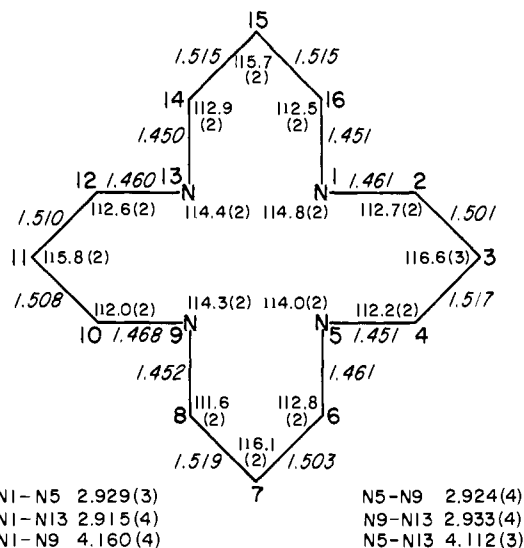 15
1.515 1.515
115.7
(2)
14 16
112.9 112.5
(2) (2)
1.450 1.451
12 1.460 13 1 1.461 2
N N
112.6(2) 114.4(2) 114.8(2) 112.7(2)
1.510 1.501
11 115.8(2) 116.6(3) 3
1.508 1.517
112.0(2) 114.3(2) 114.0(2) 112.2(2)
N N
10 1.468 9 5 1.451 4
1.452 1.461
8 111.6 112.8 6
(2) (2)
116.1
(2)
1.519 1.503
7
N1-N5 2.929(3) N5-N9 2.924(4)
N1-N13 2.915(4) N9-N13 2.933(4)
N1-N9 4.160(4) N5-N13 4.112(3)